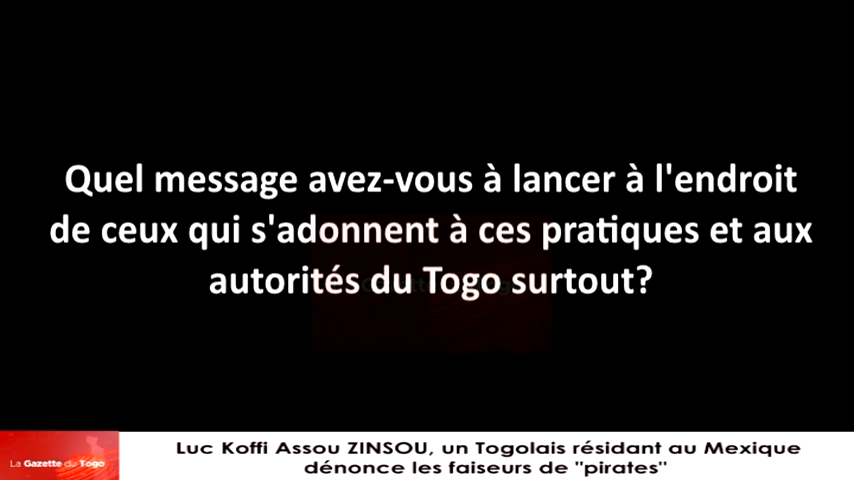 Quel message avez-vous à lancer à l'endroit
de ceux qui s'adonnent à ces pratiques et aux
autorités du Togo surtout?
La Gazette du Togo
Luc Koffi Assou ZINSOU, un Togolais résidant au Mexique
dénonce les faiseurs de "pirates"